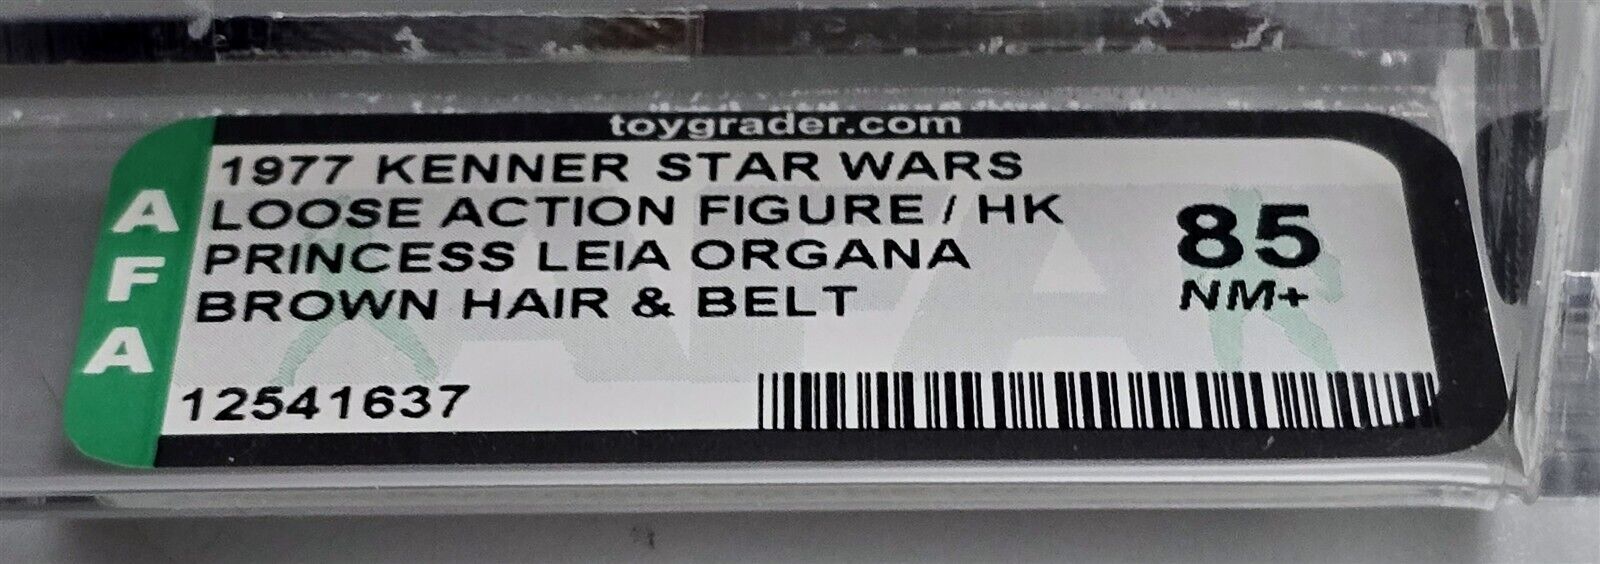 toygrader.com
AFA
1977 KENNER STAR WARS
LOOSE ACTION FIGURE / HK
PRINCESS LEIA ORGANA
BROWN HAIR & BELT
85
NM+
12541637